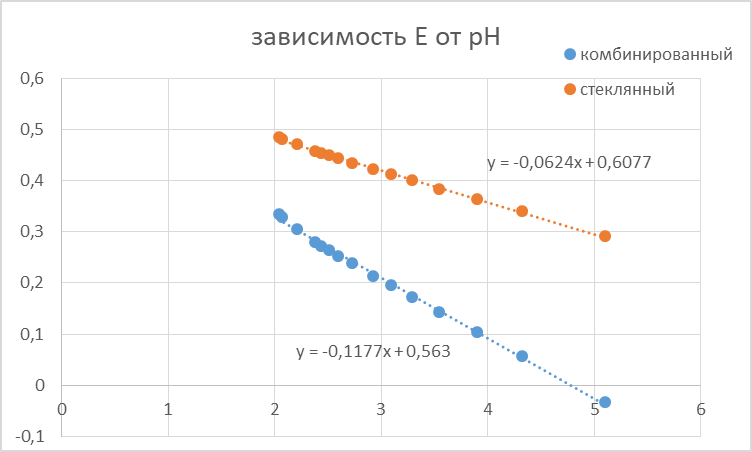 зависимость Е от рН
комбинированный
стеклянный
0,6
0,5
0,4
0,3
0,2
0,1
0
-0,1
y = -0,0624x + 0,6077
y = -0,1177x + 0,563
0 1 2 3 4 5 6